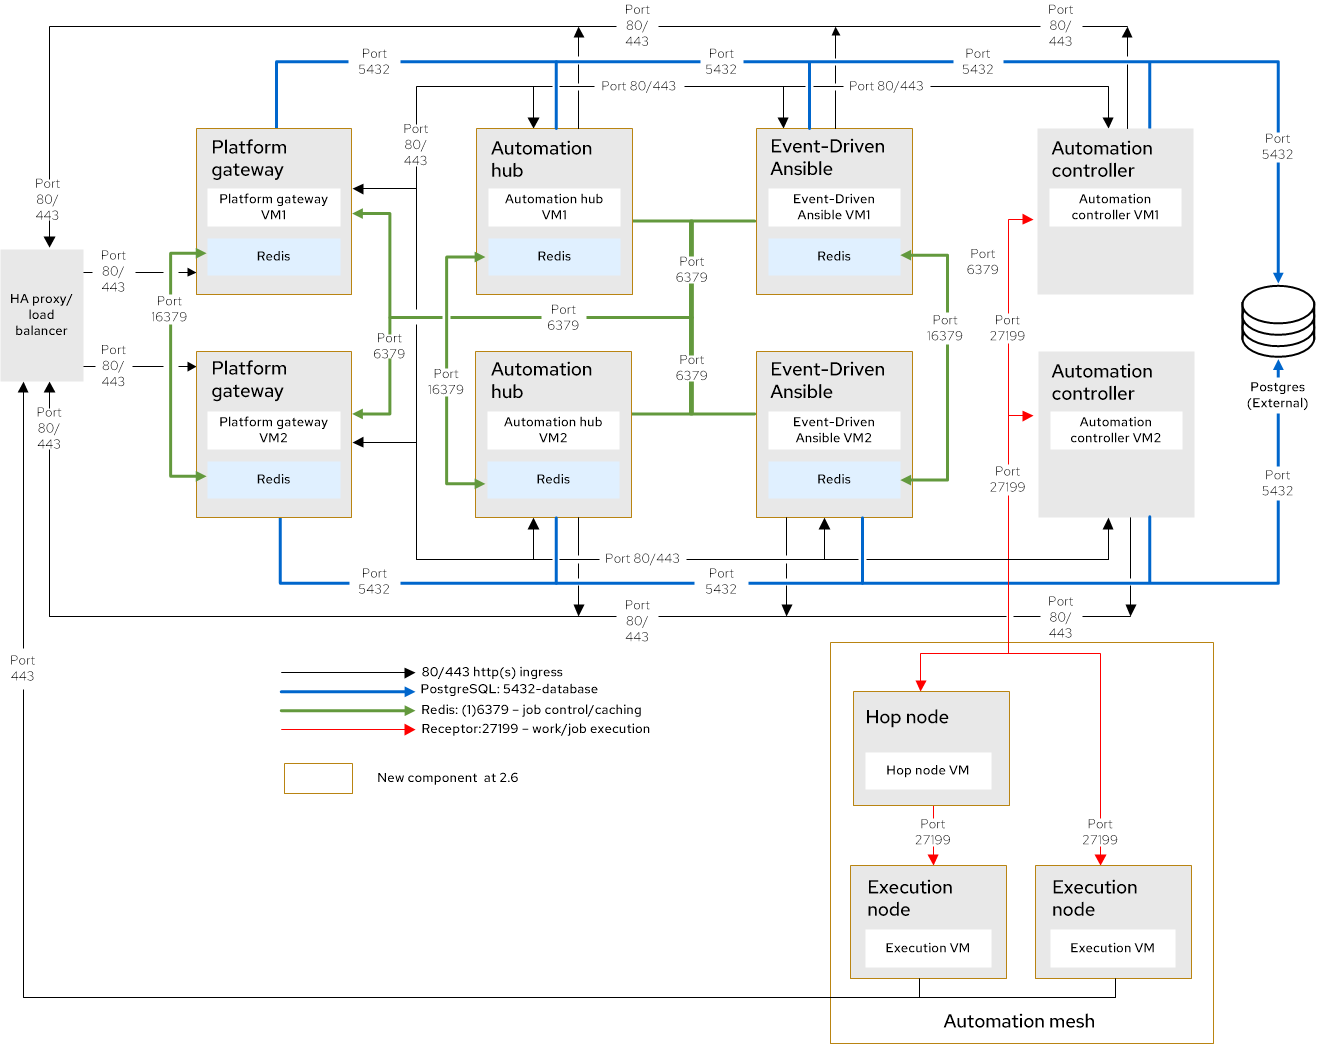 Port
80/
443
Port
80/
443
Port
5432
Port
5432
Port
5432
Port 80/443
Port 80/443
Port
80/
443
Port
5432
Platform
gateway
Platform gateway
VM1
Redis
Automation
hub
Automation hub
VM1
Redis
Event-Driven
Ansible
Event-Driven
Ansible VM1
Redis
Automation
controller
Automation
controller VM1
Port
80/
443
Port
80/
443
HA proxy/
load
balancer
Port
16379
Port
6379
Port
6379
Port
6379
Port
6379
Port
16379
Port
27199
Port
80/
443
Port
6379
Port
16379
Platform
gateway
Platform gateway
VM2
Redis
Automation
hub
Automation hub
VM2
Redis
Event-Driven
Ansible
Event-Driven
Ansible VM2
Redis
Automation
controller
Automation
controller VM2
Postgres
(External)
Port
80/
443
Port
27199
Port
5432
Port 80/443
Port
5432
Port
5432
Port
80/
443
Port
80/
443
Port
443
80/443 http(s) ingress
PostgreSQL: 5432-database
Redis: (1)6379 – job control/caching
Receptor:27199 – work/job execution
New component at 2.6
Hop node
Hop node VM
Port
27199
Port
27199
Execution
node
Execution VM
Execution
node
Execution VM
Automation mesh